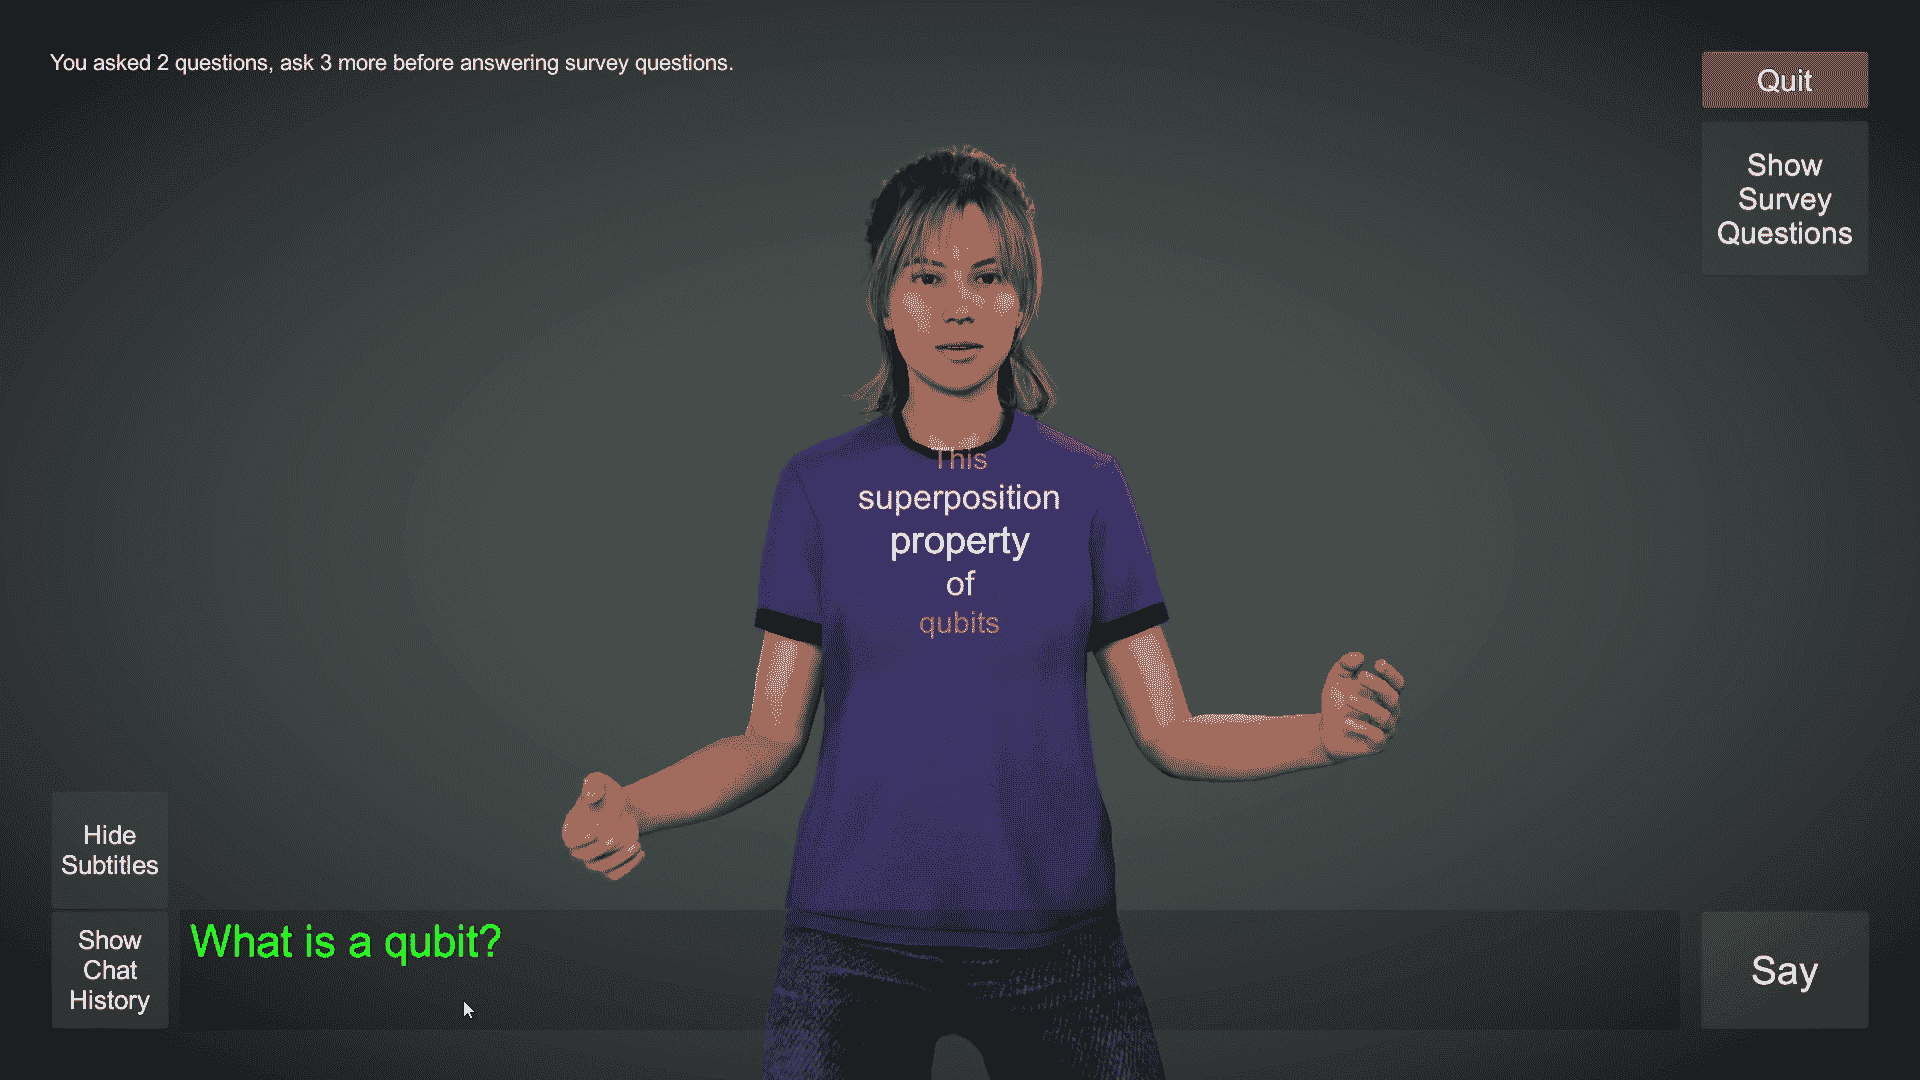 You asked 2 questions, ask 3 more before answering survey questions.
Quit
Show
Survey
Questions
This
superposition
property
of
qubits
Hide
Subtitles
Show
Chat
History
What is a qubit?
Say